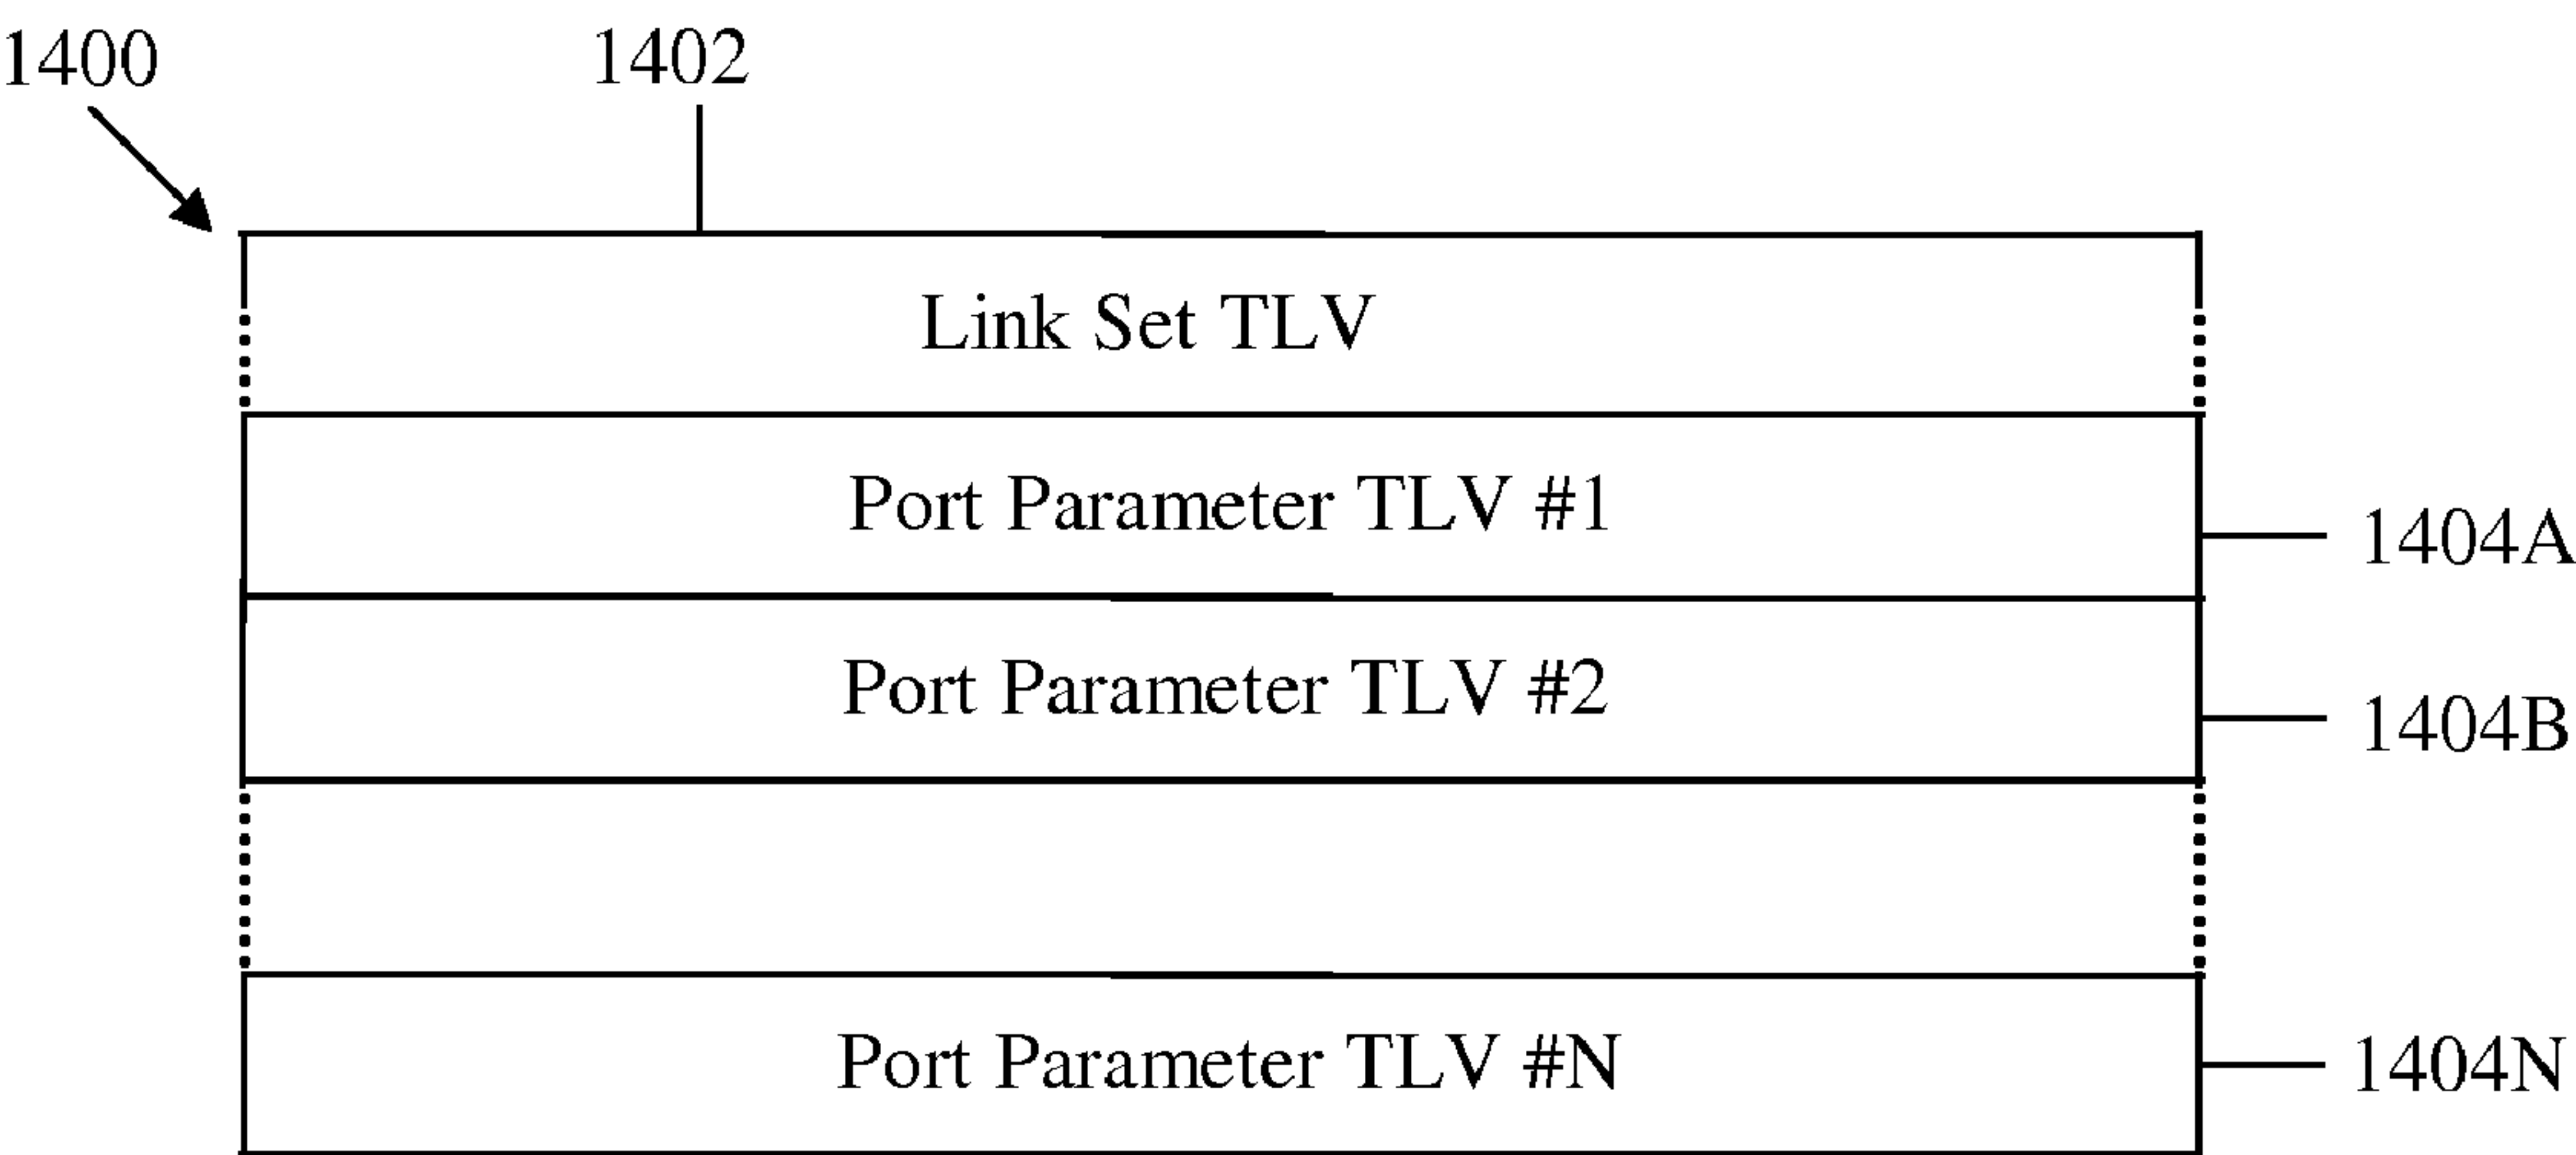 1400
1402
Link Set TLV
Port Parameter TLV #1
1404A
Port Parameter TLV #2
1404B
Port Parameter TLV #N
1404N